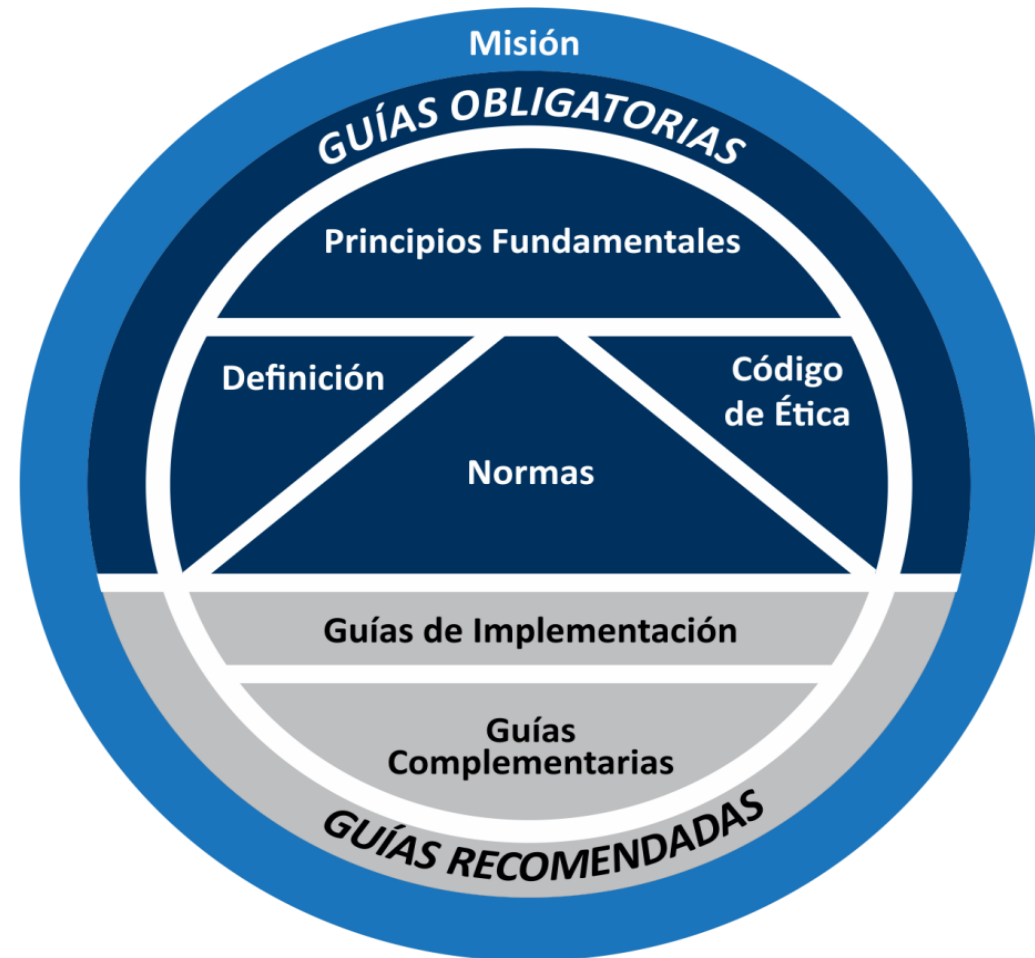 Misión
GUÍAS OBLIGATORIAS
Principios Fundamentales
Definición
Código
de Ética
Normas
Guías de Implementación
Guías
Complementarias
GUÍAS RECOMENDADAS